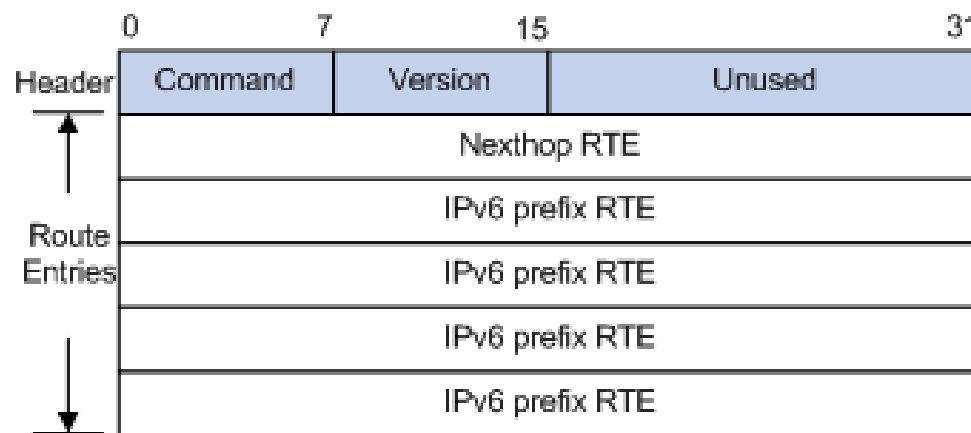 0 7 15 31
Header Command Version Unused
Nexthop RTE
IPv6 prefix RTE
Route
Entries
IPv6 prefix RTE
IPv6 prefix RTE
IPv6 prefix RTE